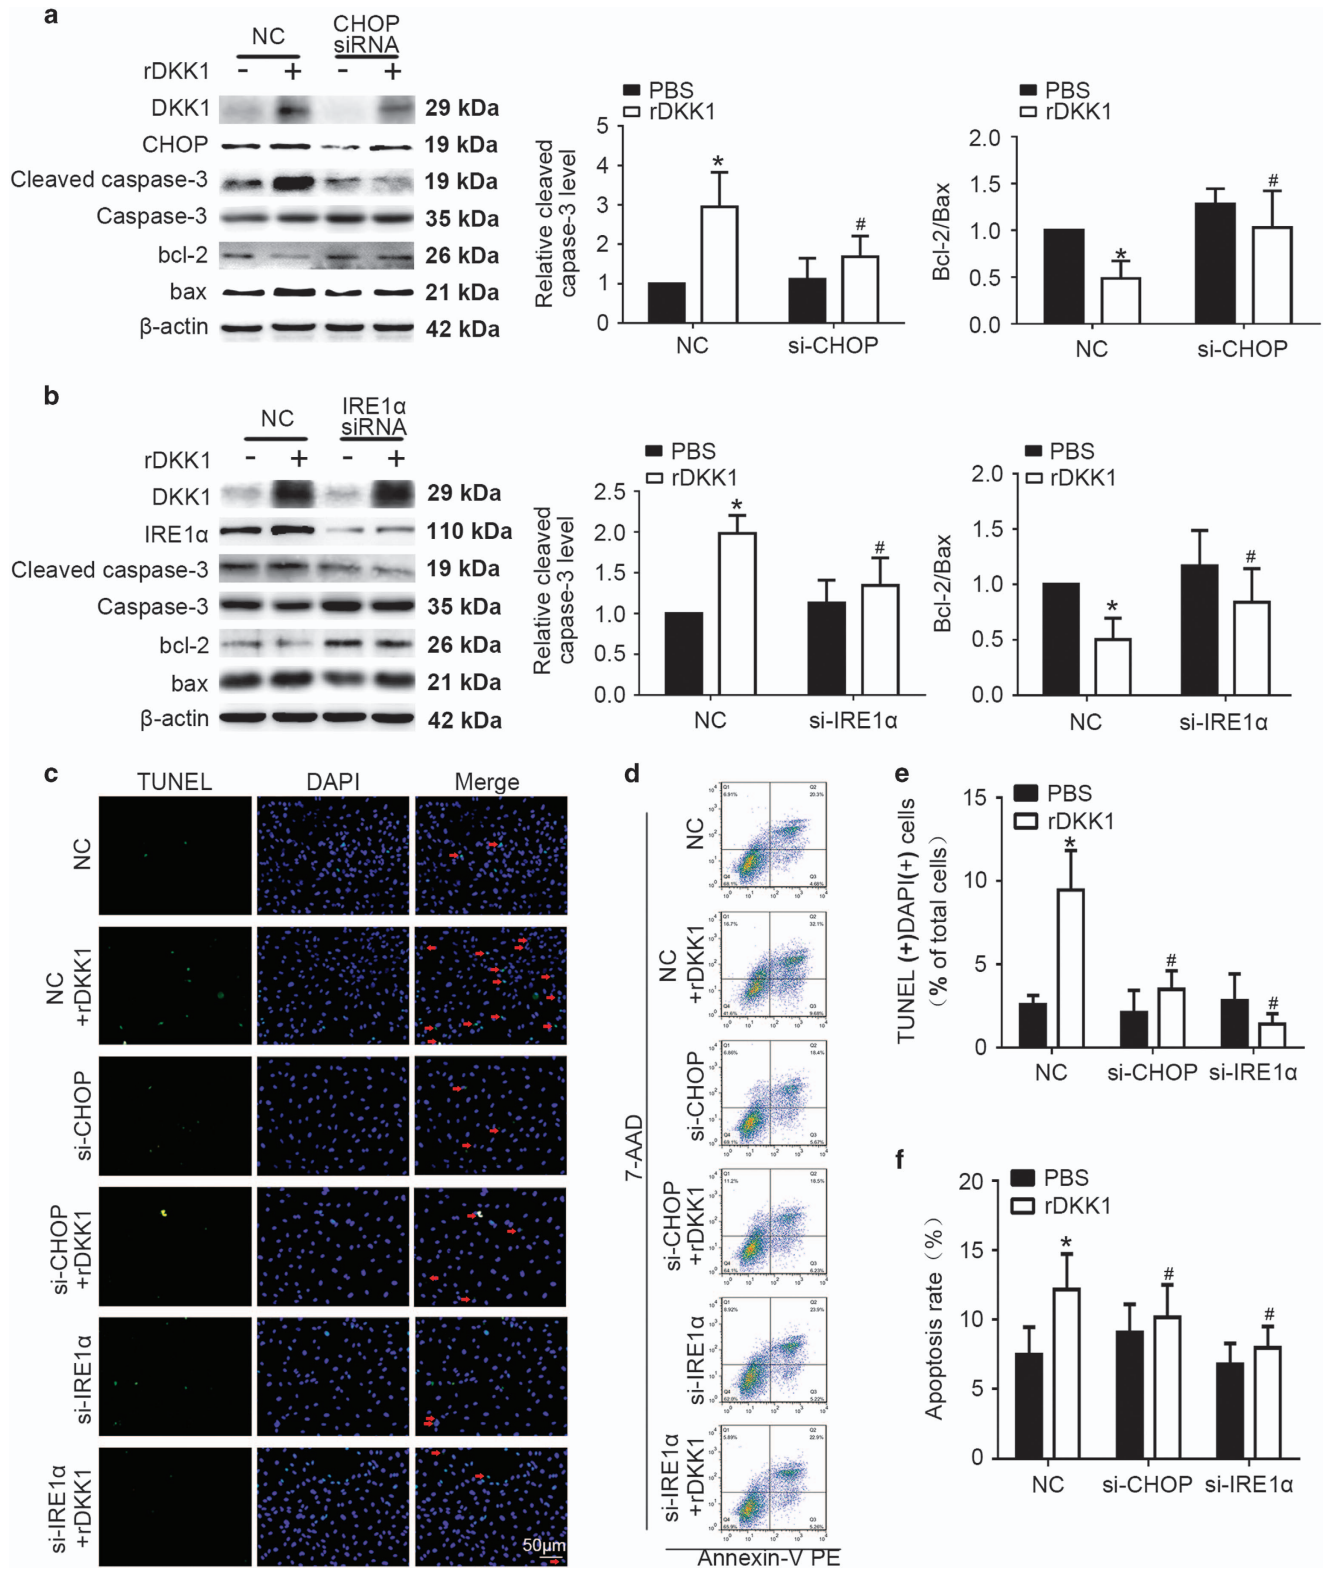 a
NC
CHOP
siRNA
rDKK1
- + - +
DKK1 29 kDa
CHOP 19 kDa
Cleaved caspase-3 19 kDa
Caspase-3 35 kDa
bcl-2 26 kDa
bax 21 kDa
β-actin 42 kDa
PBS
rDKK1
Relative cleaved
capase-3 level
5
4
3
2
1
0
*
#
NC si-CHOP
PBS
rDKK1
Bcl-2/Bax
2.0
1.5
1.0
0.5
0.0
*
#
NC si-CHOP
b
NC
IRE1α
siRNA
rDKK1
- + - +
DKK1 29 kDa
IRE1α 110 kDa
Cleaved caspase-3 19 kDa
Caspase-3 35 kDa
bcl-2 26 kDa
bax 21 kDa
β-actin 42 kDa
PBS
rDKK1
Relative cleaved
capase-3 level
2.5
2.0
1.5
1.0
0.5
0.0
*
#
NC si-IRE1α
PBS
rDKK1
Bcl-2/Bax
2.0
1.5
1.0
0.5
0.0
*
#
NC si-IRE1α
c
TUNEL DAPI Merge
NC
NC
+rDKK1
si-CHOP
si-CHOP
+rDKK1
si-IRE1α
si-IRE1α
+rDKK1
50μm
d
7-AAD
NC
NC
+rDKK1
si-CHOP
si-CHOP
+rDKK1
si-IRE1α
si-IRE1α
+rDKK1
Annexin-V PE
e
PBS
rDKK1
TUNEL (+)DAPI(+) cells
（% of total cells）
15
10
5
0
*
#
#
NC si-CHOP si-IRE1α
f
PBS
rDKK1
Apoptosis rate（%）
20
15
10
5
0
*
#
#
NC si-CHOP si-IRE1α